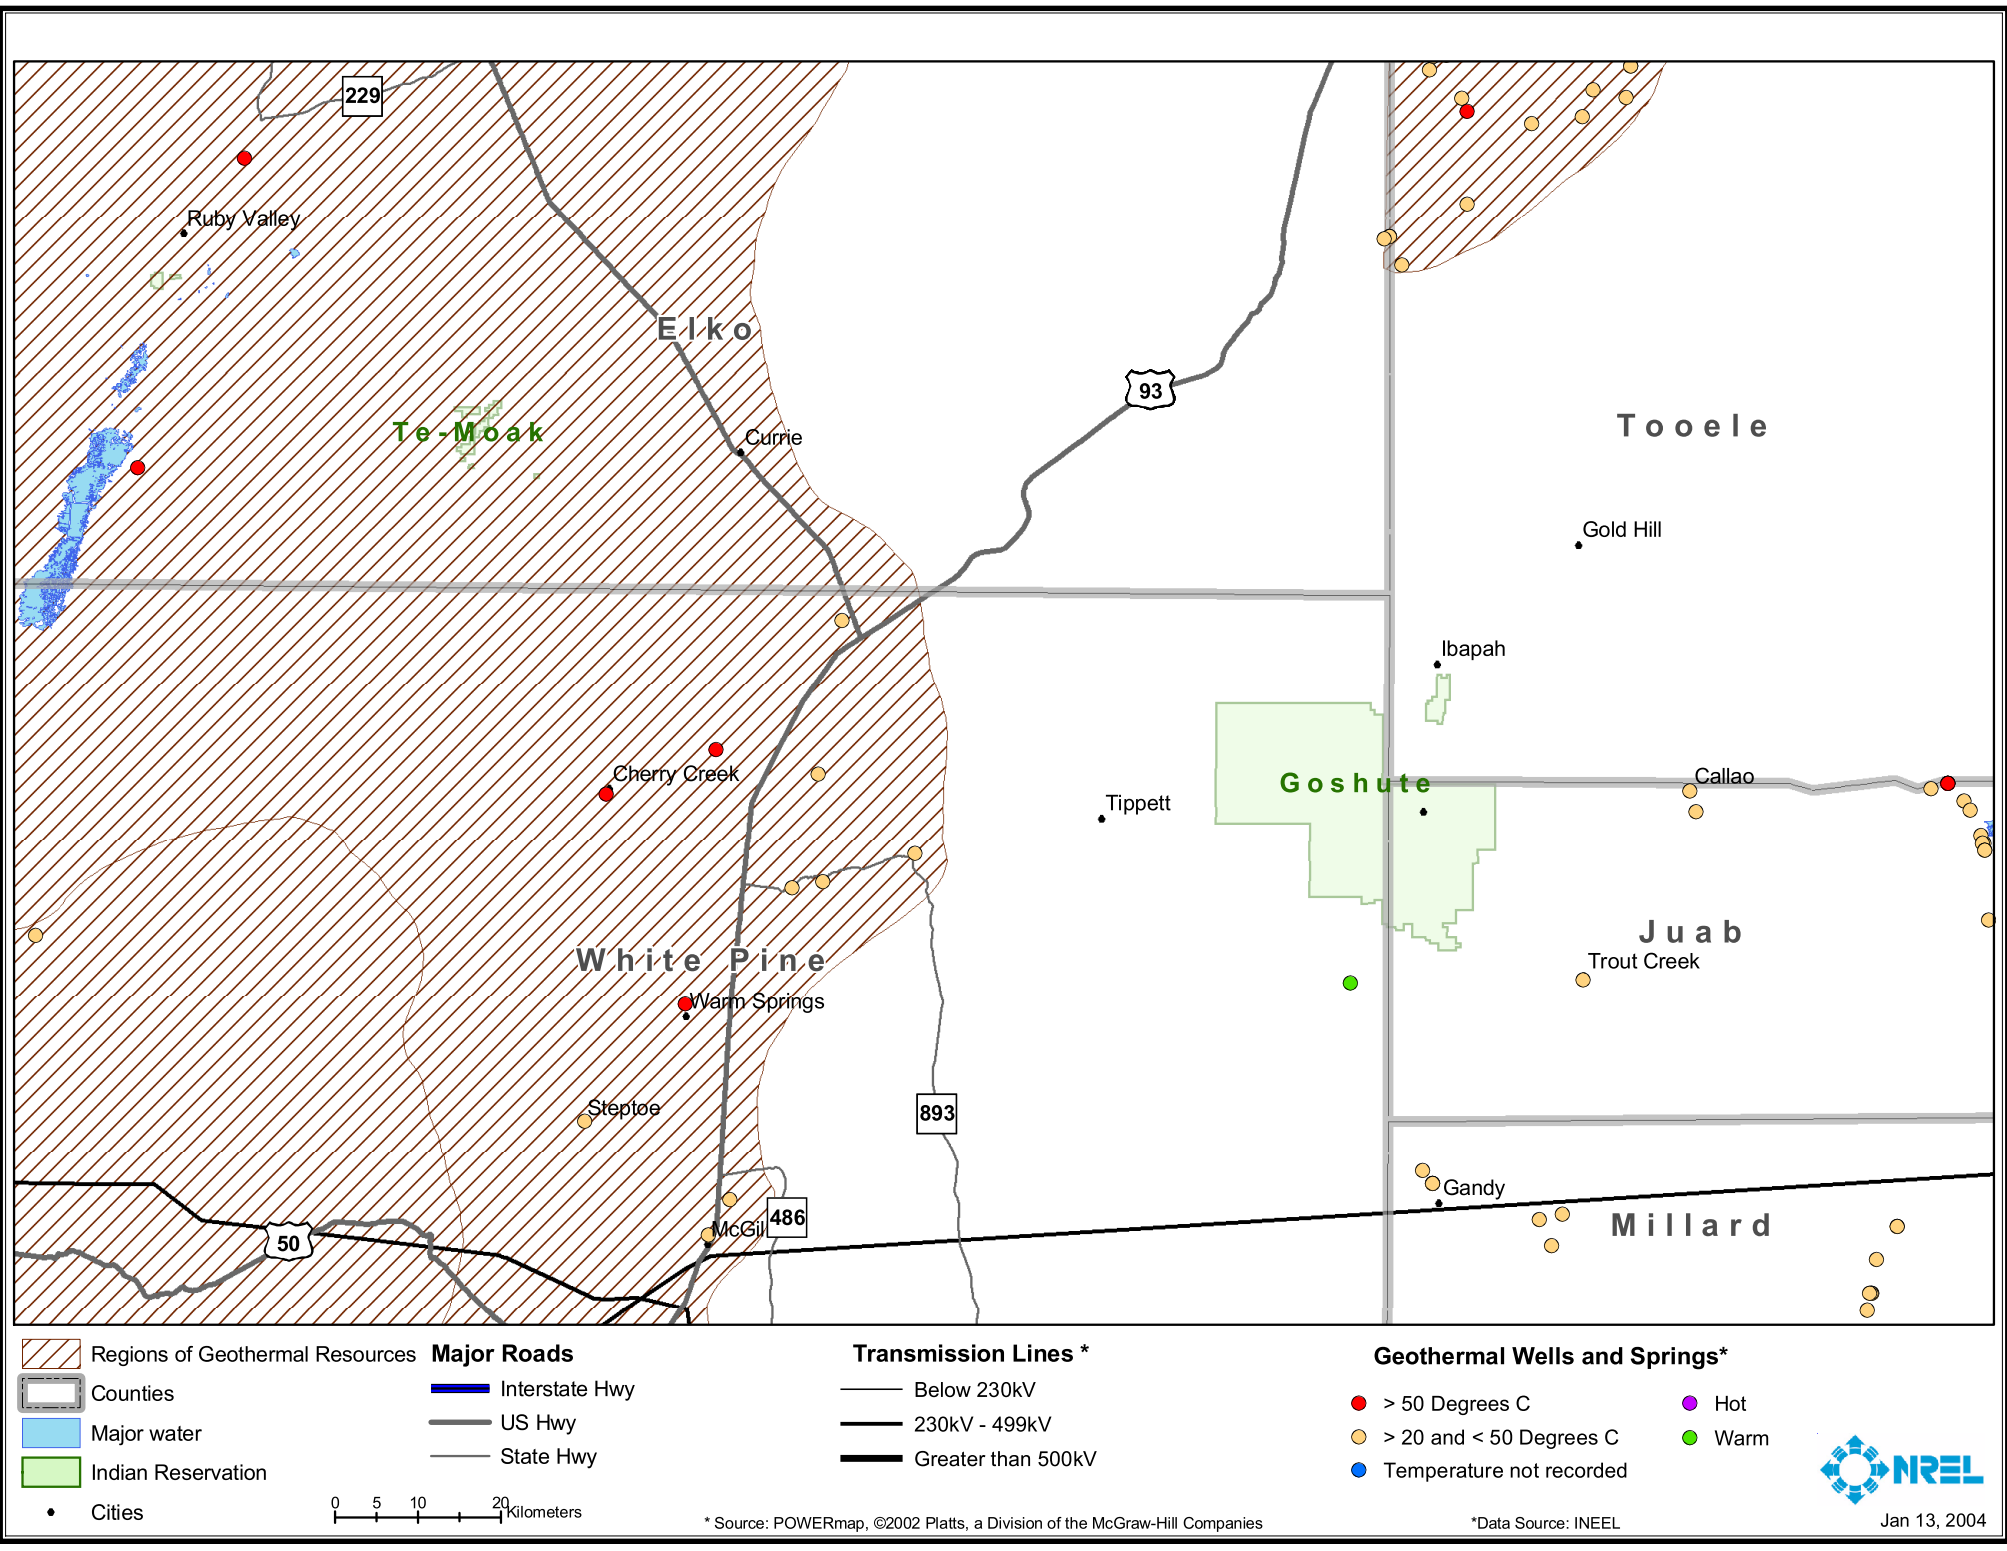 229
Ruby Valley
Elko
93
Te-Moak
Currie
Tooele
Gold Hill
Ibapah
Cherry Creek
Goshute
Callao
Tippett
White Pine
Juab
Trout Creek
Warm Springs
Steptoe
893
Gandy
McGil
486
Millard
50
Regions of Geothermal Resources
Counties
Major water
Indian Reservation
Cities
Major Roads
Interstate Hwy
US Hwy
State Hwy
0 5 10 20
Kilometers
Transmission Lines *
Below 230kV
230kV - 499kV
Greater than 500kV
* Source: POWERmap, ©2002 Platts, a Division of the McGraw-Hill Companies
Geothermal Wells and Springs*
> 50 Degrees C
> 20 and < 50 Degrees C
Temperature not recorded
Hot
Warm
*Data Source: INEEL
NREL
Jan 13, 2004